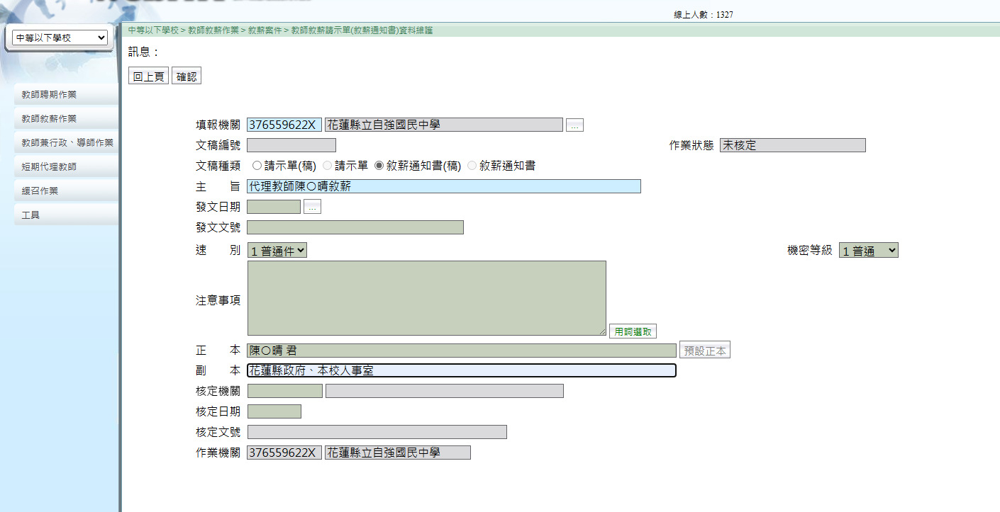 線上人數：1327
中等以下學校
中等以下學校 > 教師敘薪作業 > 敘薪案件 > 教師敘薪請示單(敘薪通知書)資料維護
訊息：
回上頁 確認
教師聘期作業
教師敘薪作業
教師兼行政、導師作業
短期代理教師
緩召作業
工具
填報機關 376559622X 花蓮縣立自強國民中學 ...
文稿編號 作業狀態 未核定
文稿種類 請示單(稿) 請示單 敘薪通知書(稿) 敘薪通知書
主 旨 代理教師陳〇晴敘薪
發文日期 ...
發文文號
速 別 1 普通件 機密等級 1 普通
注意事項 用詞選取
正 本 陳〇晴 君 預設正本
副 本 花蓮縣政府、本校人事室
核定機關
核定日期
核定文號
作業機關 376559622X 花蓮縣立自強國民中學